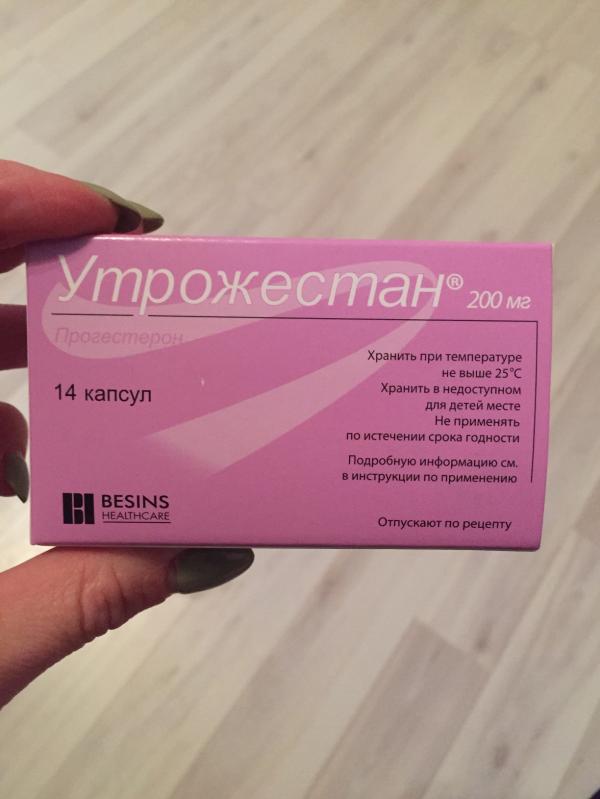 Утрожестан® 200 мг
Прогестерон
14 капсул
Хранить при температуре
не выше 25°C
Хранить в недоступном
для детей месте
Не применять
по истечении срока годности
Подробную информацию см.
в инструкции по применению
BESINS
HEALTHCARE
Отпускают по рецепту